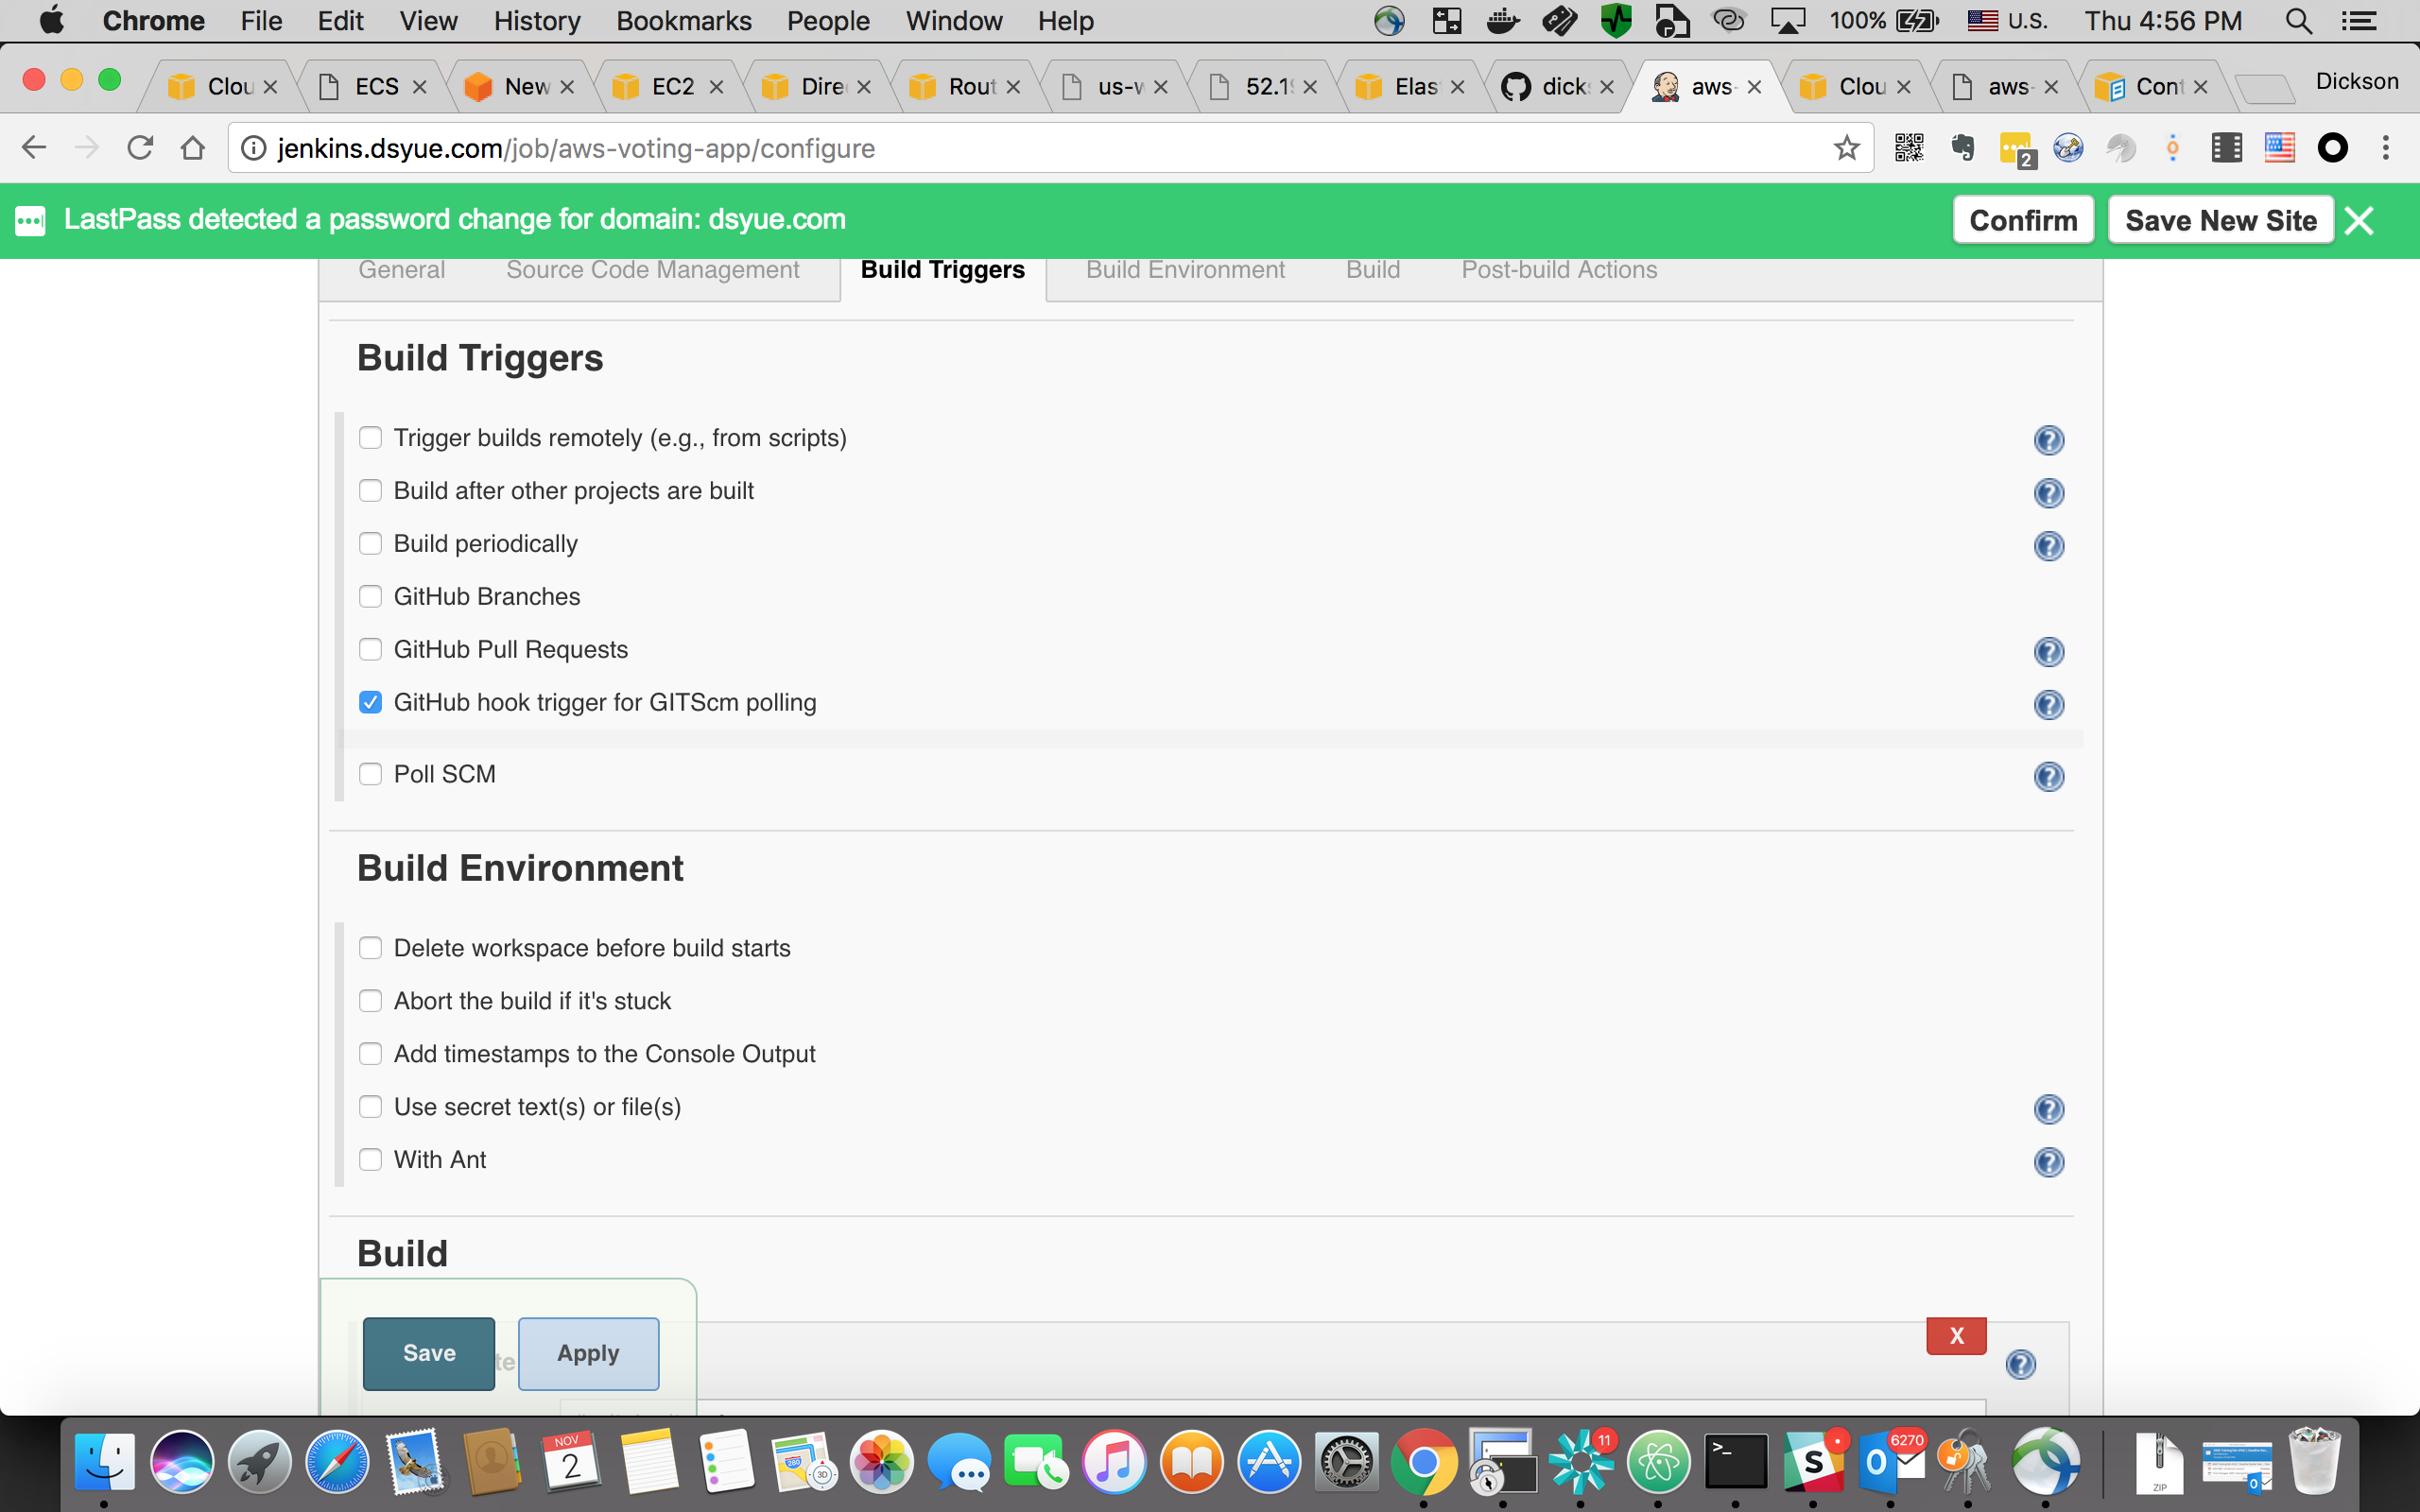 Chrome File Edit View History Bookmarks People Window Help 100% U.S. Thu 4:56 PM
Clou ECS New EC2 Dire Rout us-w 52.19 Elas dick aws- Clou aws- Cont Dickson
jenkins.dsyue.com/job/aws-voting-app/configure 2
LastPass detected a password change for domain: dsyue.com Confirm Save New Site
General Source Code Management Build Triggers Build Environment Build Post-build Actions
Build Triggers
Trigger builds remotely (e.g., from scripts)
Build after other projects are built
Build periodically
GitHub Branches
GitHub Pull Requests
GitHub hook trigger for GITScm polling
Poll SCM
Build Environment
Delete workspace before build starts
Abort the build if it's stuck
Add timestamps to the Console Output
Use secret text(s) or file(s)
With Ant
Build
Save te Apply X
NOV
2
280
3D
11
>_
S
O
6270
ZIP